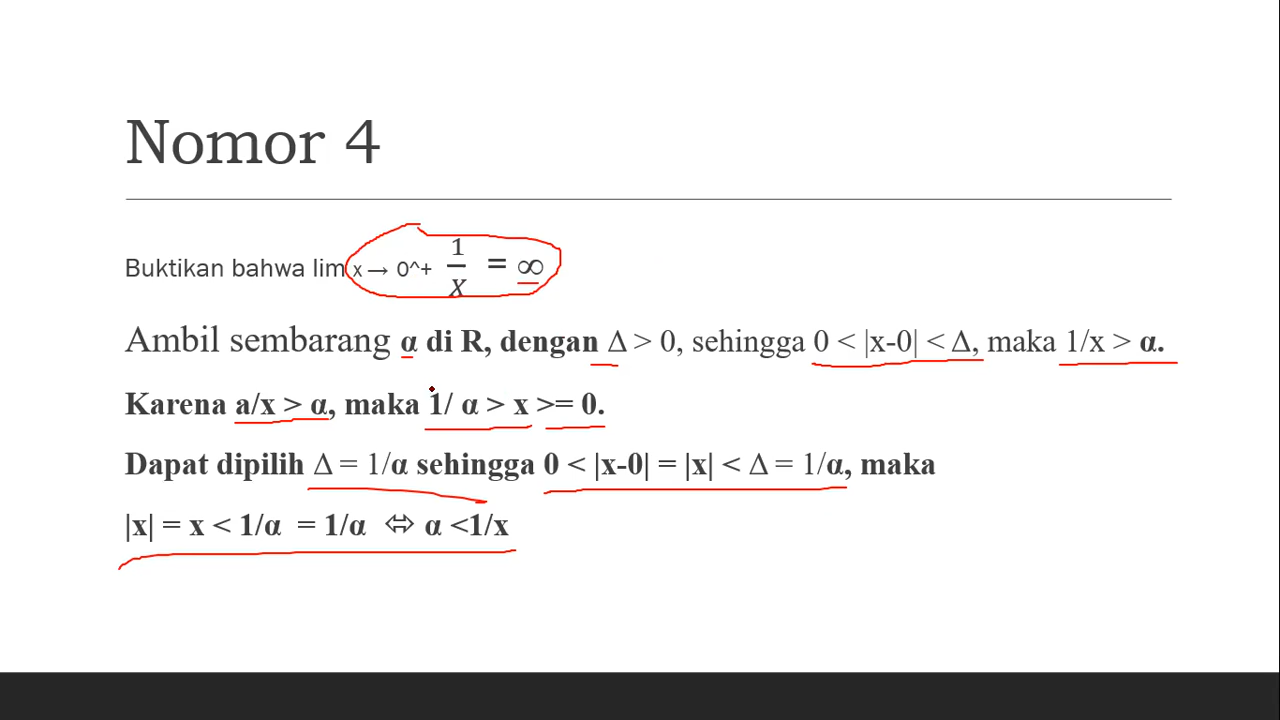 Nomor 4
Buktikan bahwa lim x → 0^+ 1/x = ∞
Ambil sembarang α di R, dengan Δ > 0, sehingga 0 < |x-0| < Δ, maka 1/x > α.
Karena a/x > α, maka 1/ α > x >= 0.
Dapat dipilih Δ = 1/α sehingga 0 < |x-0| = |x| < Δ = 1/α, maka
|x| = x < 1/α = 1/α ⇔ α <1/x